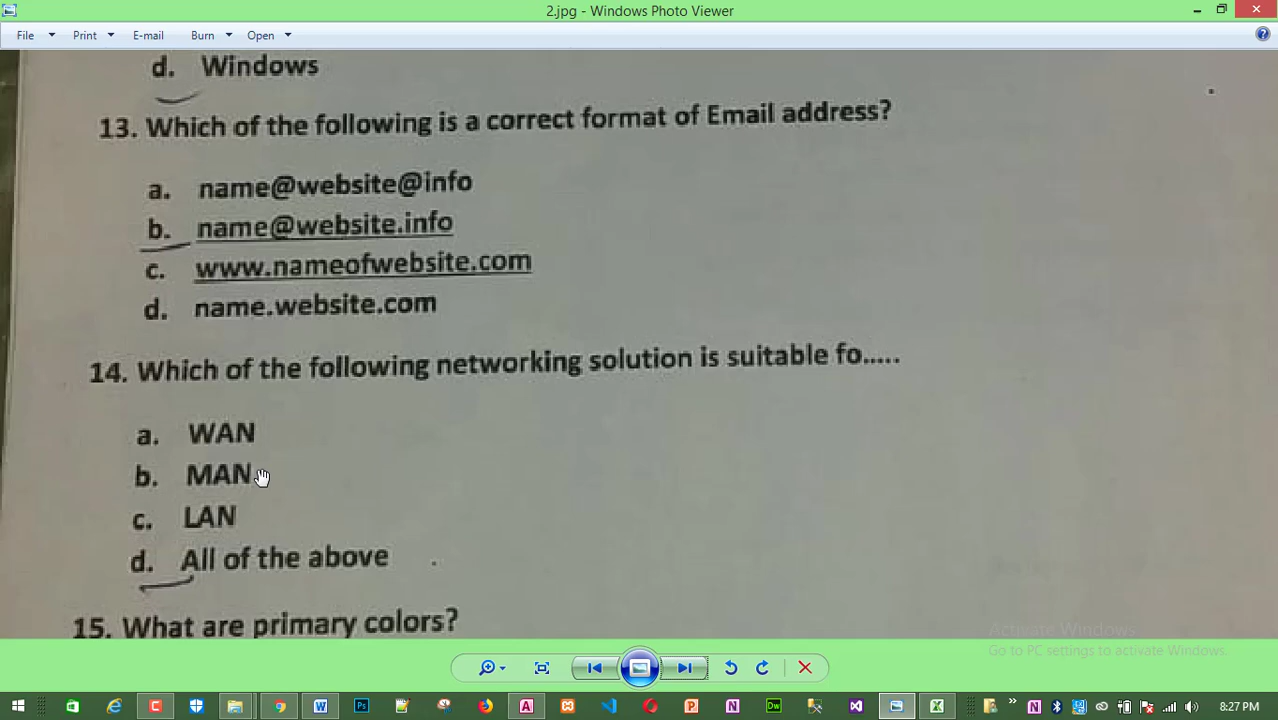 2.jpg - Windows Photo Viewer
File Print E-mail Burn Open
d. Windows
13. Which of the following is a correct format of Email address?
a. name@website@info
b. name@website.info
c. www.nameofwebsite.com
d. name.website.com
14. Which of the following networking solution is suitable fo.....
a. WAN
b. MAN
c. LAN
d. All of the above
15. What are primary colors?
Activate Windows
Go to PC settings to activate Windows.
8:27 PM